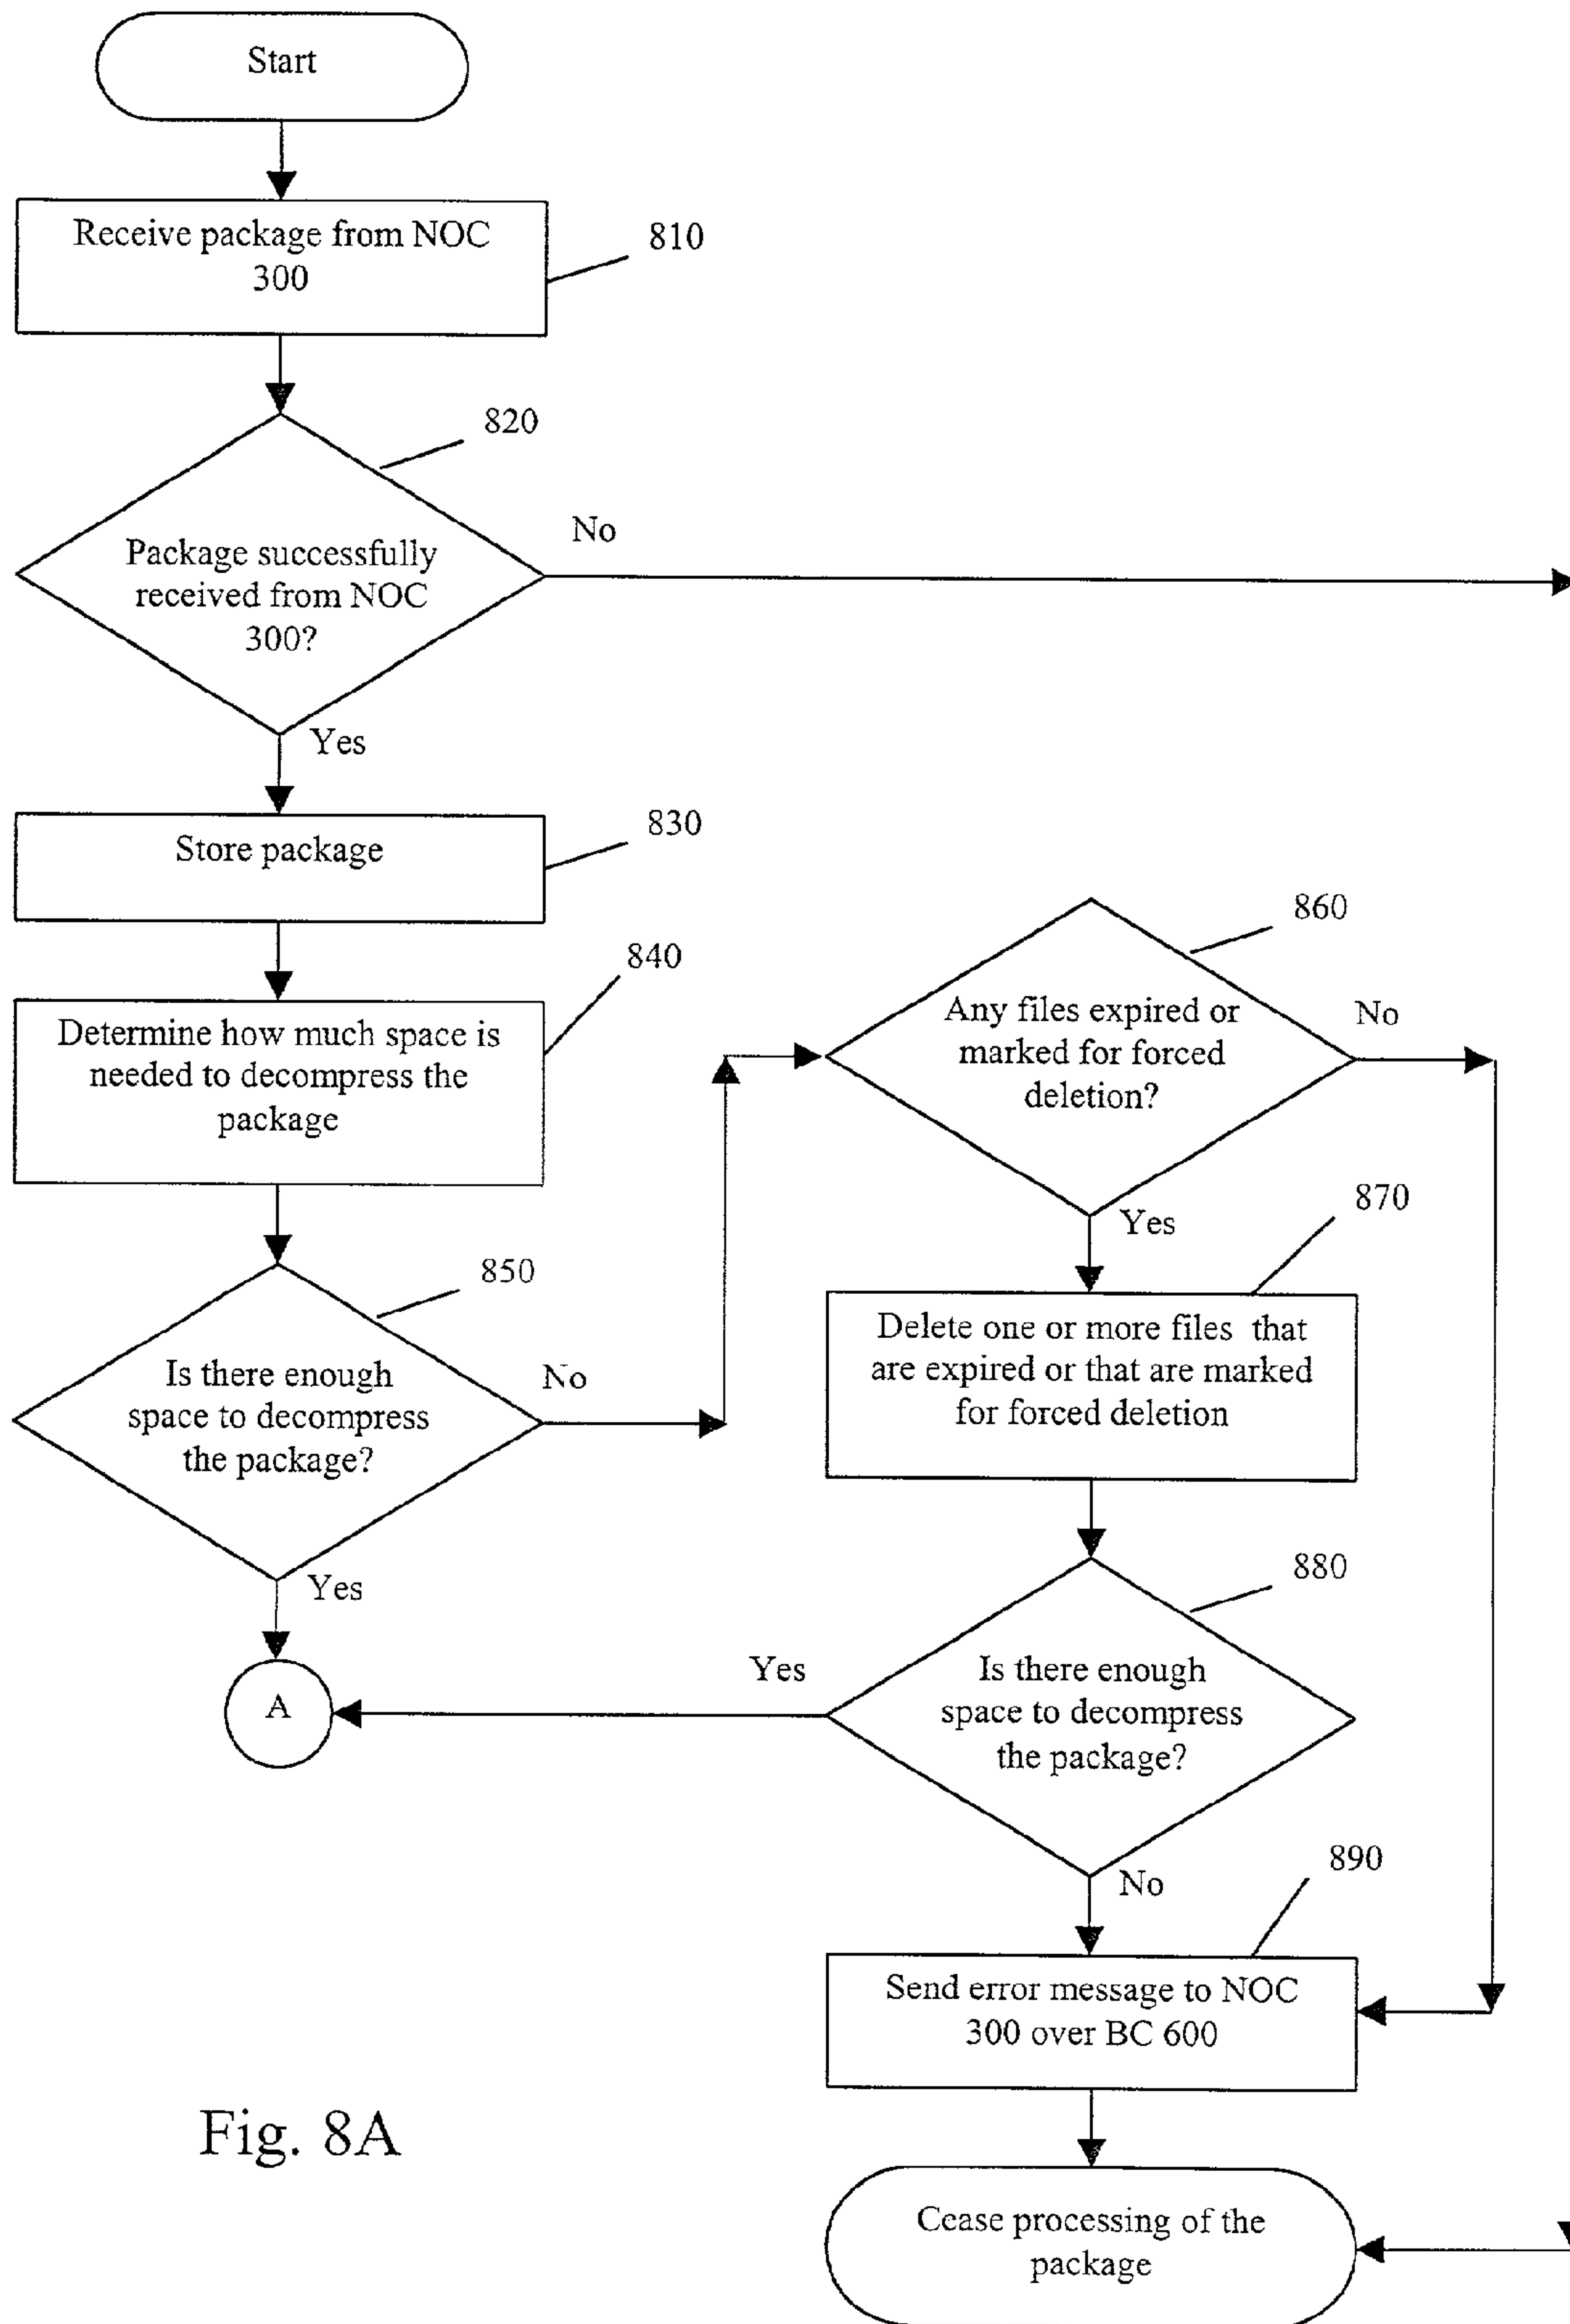 Start
Receive package from NOC
300
810
820
Package successfully
received from NOC
300?
No
Yes
Store package
830
Determine how much space is
needed to decompress the
package
840
Is there enough
space to decompress
the package?
850
No
Yes
A
Any files expired or
marked for forced
deletion?
860
No
Yes
870
Delete one or more files that
are expired or that are marked
for forced deletion
880
Is there enough
space to decompress
the package?
Yes
No
890
Send error message to NOC
300 over BC 600
Cease processing of the
package
Fig. 8A